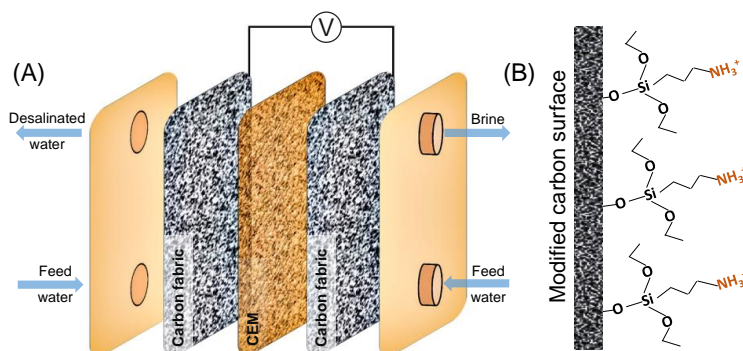 (A)
V
Desalinated
water
Brine
Feed
water
Feed
water
Carbon fabric
CEM
Carbon fabric
(B)
Modified carbon surface
O
Si
O
O
NH₃⁺
O
Si
O
O
NH₃⁺
O
Si
O
O
NH₃⁺